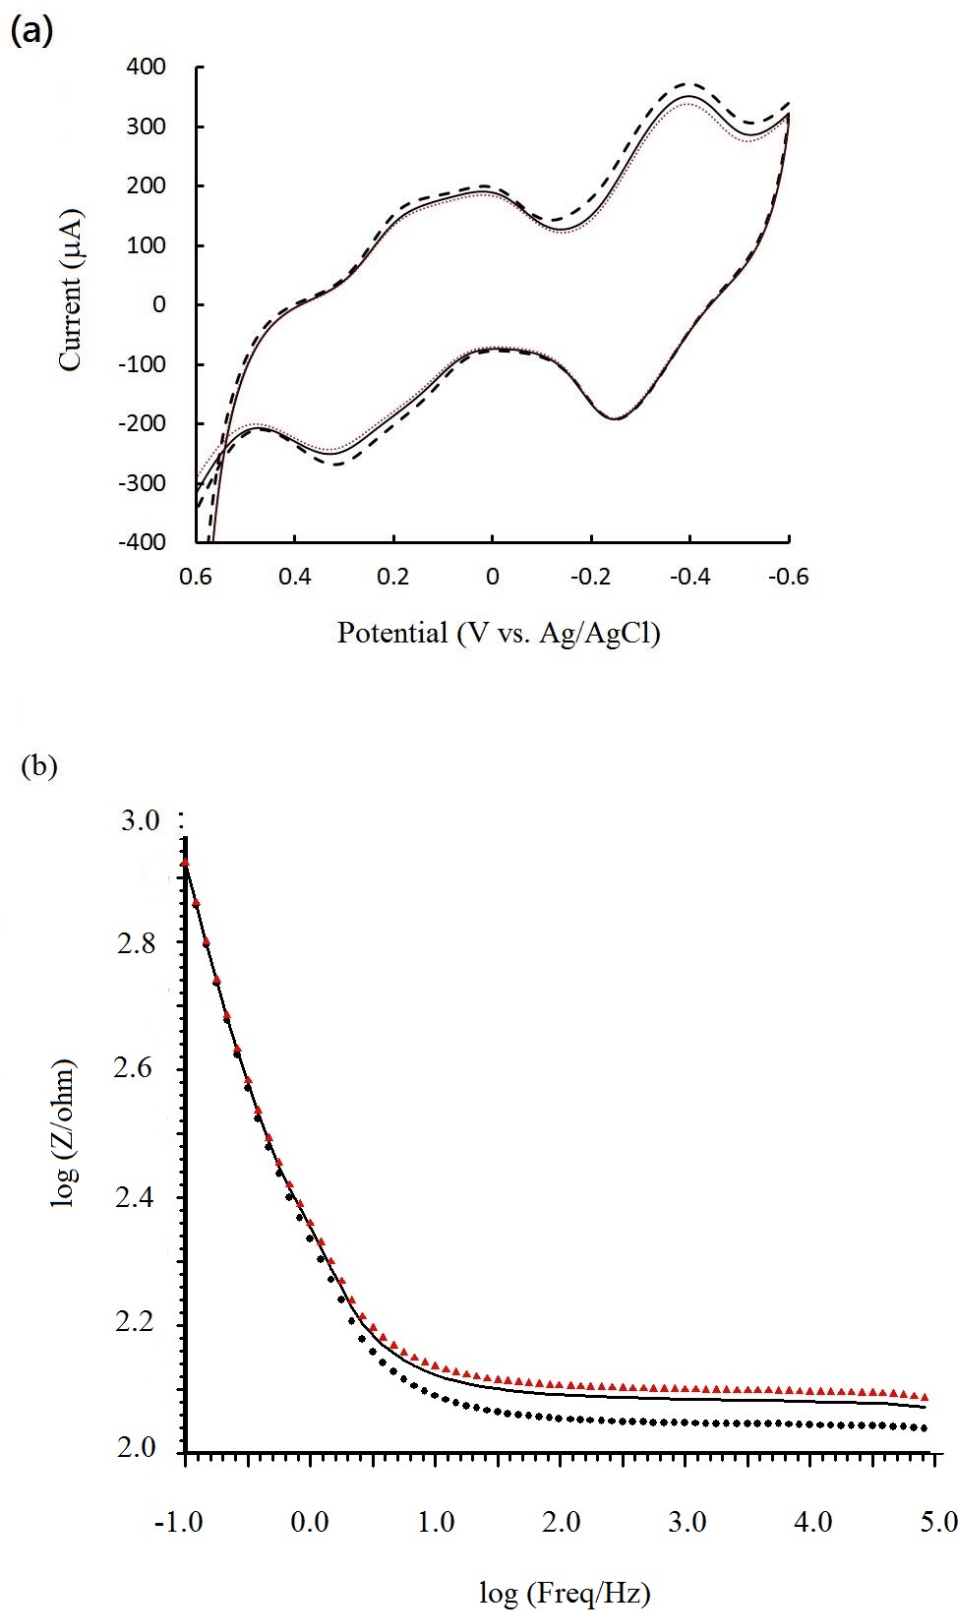 (a)
400
300
200
100
0
-100
-200
-300
-400
Current (µA)
0.6 0.4 0.2 0 -0.2 -0.4 -0.6
Potential (V vs. Ag/AgCl)
(b)
3.0
2.8
2.6
2.4
2.2
2.0
log (Z/ohm)
-1.0 0.0 1.0 2.0 3.0 4.0 5.0
log (Freq/Hz)